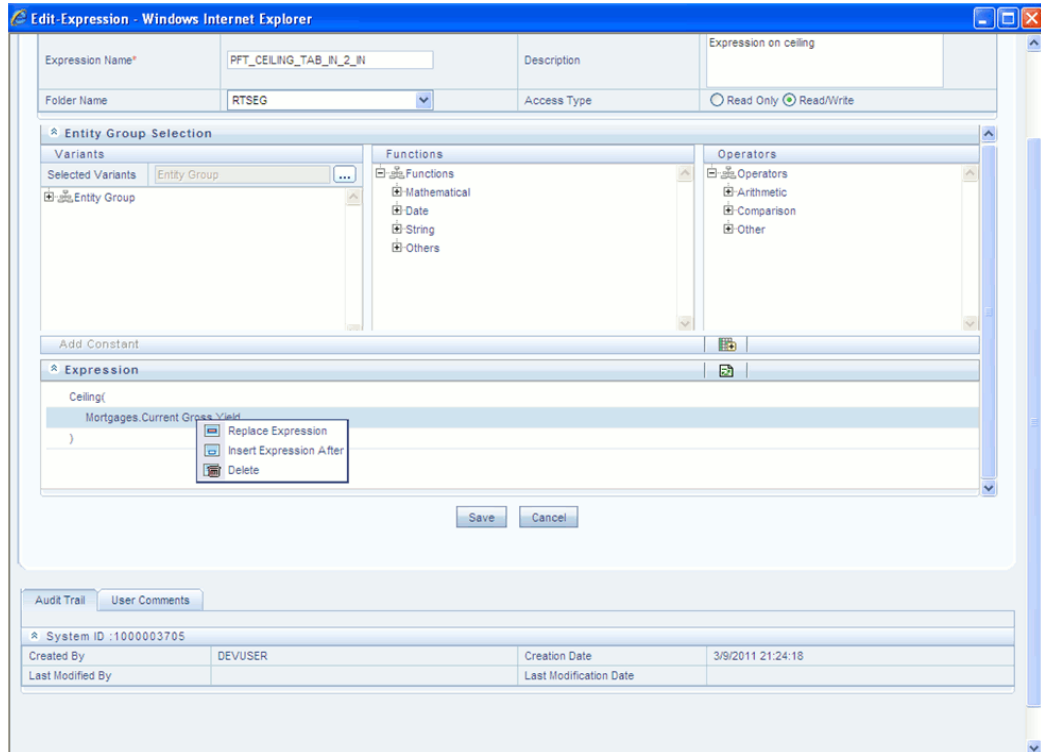 Edit-Expression - Windows Internet Explorer
Expression Name* PFT_CEILING_TAB_IN_2_IN Description Expression on ceiling
Folder Name RTSEG Access Type Read Only Read/Write
Entity Group Selection
Variants Functions Operators
Selected Variants Entity Group ... Functions Operators
Entity Group Mathematical Arithmetic
Date Comparison
String Other
Others
Add Constant
Expression
Ceiling(
Mortgages.Current Gross Yield
)
Replace Expression
Insert Expression After
Delete
Save Cancel
Audit Trail User Comments
System ID :1000003705
Created By DEVUSER Creation Date 3/9/2011 21:24:18
Last Modified By Last Modification Date